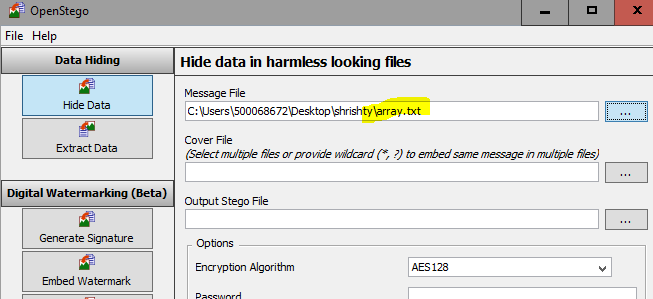 OpenStego
File Help
Data Hiding
Hide Data
Extract Data
Digital Watermarking (Beta)
Generate Signature
Embed Watermark
Hide data in harmless looking files
Message File
C:\Users\500068672\Desktop\shrishty\array.txt
...
Cover File
(Select multiple files or provide wildcard (*, ?) to embed same message in multiple files)
...
Output Stego File
...
Options
Encryption Algorithm AES128
Password